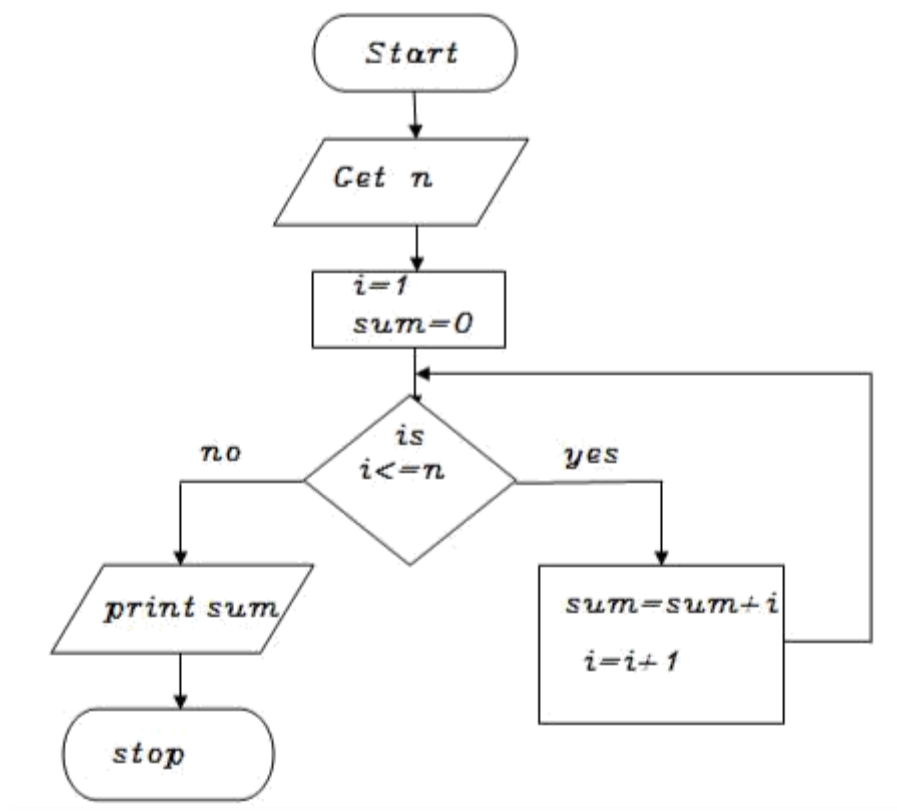 Start
Get n
i=1
sum=0
is
i<=n
no
yes
print sum
sum=sum+i
i=i+1
stop